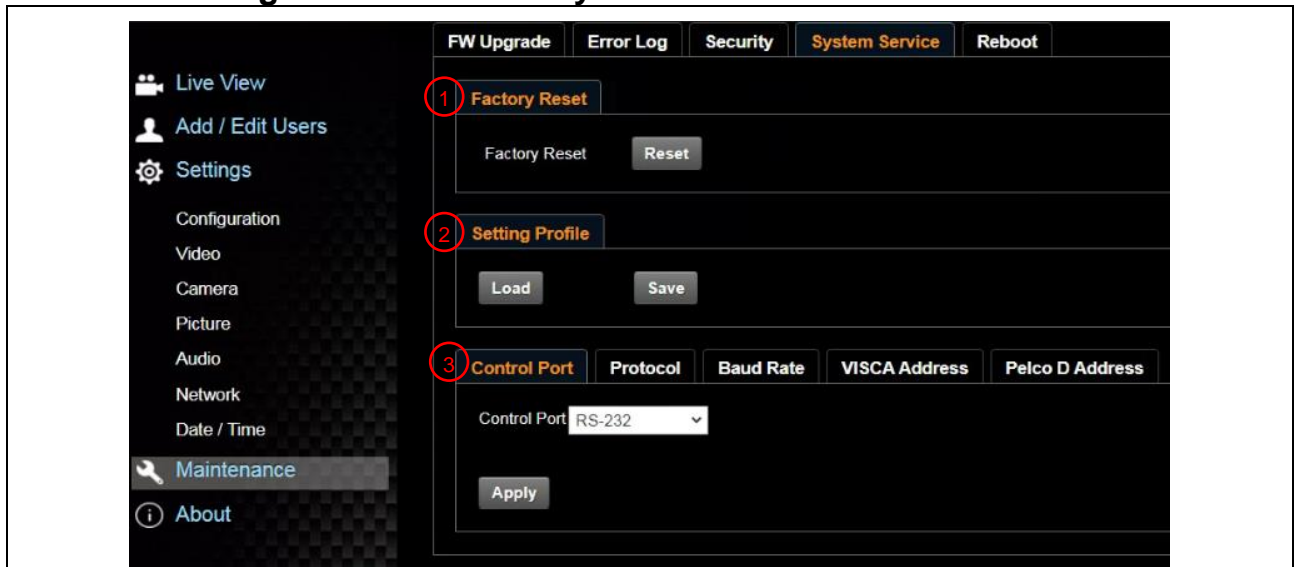 FW Upgrade Error Log Security System Service Reboot
Live View
Add / Edit Users
Settings
Configuration
Video
Camera
Picture
Audio
Network
Date / Time
Maintenance
About
1 Factory Reset
Factory Reset Reset
2 Setting Profile
Load Save
3 Control Port Protocol Baud Rate VISCA Address Pelco D Address
Control Port RS-232
Apply